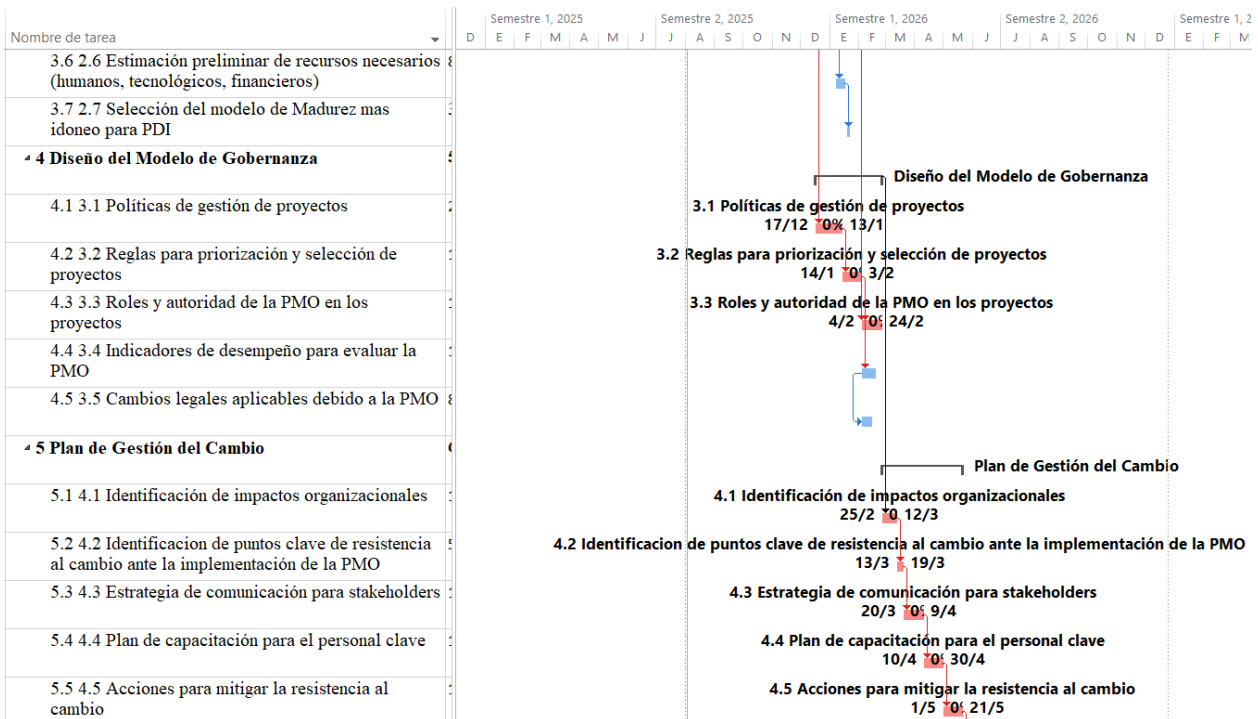 Semestre 1, 2025 Semestre 2, 2025 Semestre 1, 2026 Semestre 2, 2026 Semestre 1, 2
Nombre de tarea D E F M A M J J A S O N D E F M A M J J A S O N D E F M
3.6 2.6 Estimación preliminar de recursos necesarios
(humanos, tecnológicos, financieros)
3.7 2.7 Selección del modelo de Madurez mas
idoneo para PDI
4 Diseño del Modelo de Gobernanza
Diseño del Modelo de Gobernanza
4.1 3.1 Políticas de gestión de proyectos
3.1 Políticas de gestión de proyectos
17/12 0% 13/1
4.2 3.2 Reglas para priorización y selección de
proyectos
3.2 Reglas para priorización y selección de proyectos
14/1 0% 3/2
4.3 3.3 Roles y autoridad de la PMO en los
proyectos
3.3 Roles y autoridad de la PMO en los proyectos
4/2 0% 24/2
4.4 3.4 Indicadores de desempeño para evaluar la
PMO
4.5 3.5 Cambios legales aplicables debido a la PMO
5 Plan de Gestión del Cambio
Plan de Gestión del Cambio
5.1 4.1 Identificación de impactos organizacionales
4.1 Identificación de impactos organizacionales
25/2 0 12/3
5.2 4.2 Identificacion de puntos clave de resistencia
al cambio ante la implementación de la PMO
4.2 Identificacion de puntos clave de resistencia al cambio ante la implementación de la PMO
13/3 19/3
5.3 4.3 Estrategia de comunicación para stakeholders
4.3 Estrategia de comunicación para stakeholders
20/3 0% 9/4
5.4 4.4 Plan de capacitación para el personal clave
4.4 Plan de capacitación para el personal clave
10/4 0% 30/4
5.5 4.5 Acciones para mitigar la resistencia al
cambio
4.5 Acciones para mitigar la resistencia al cambio
1/5 0% 21/5